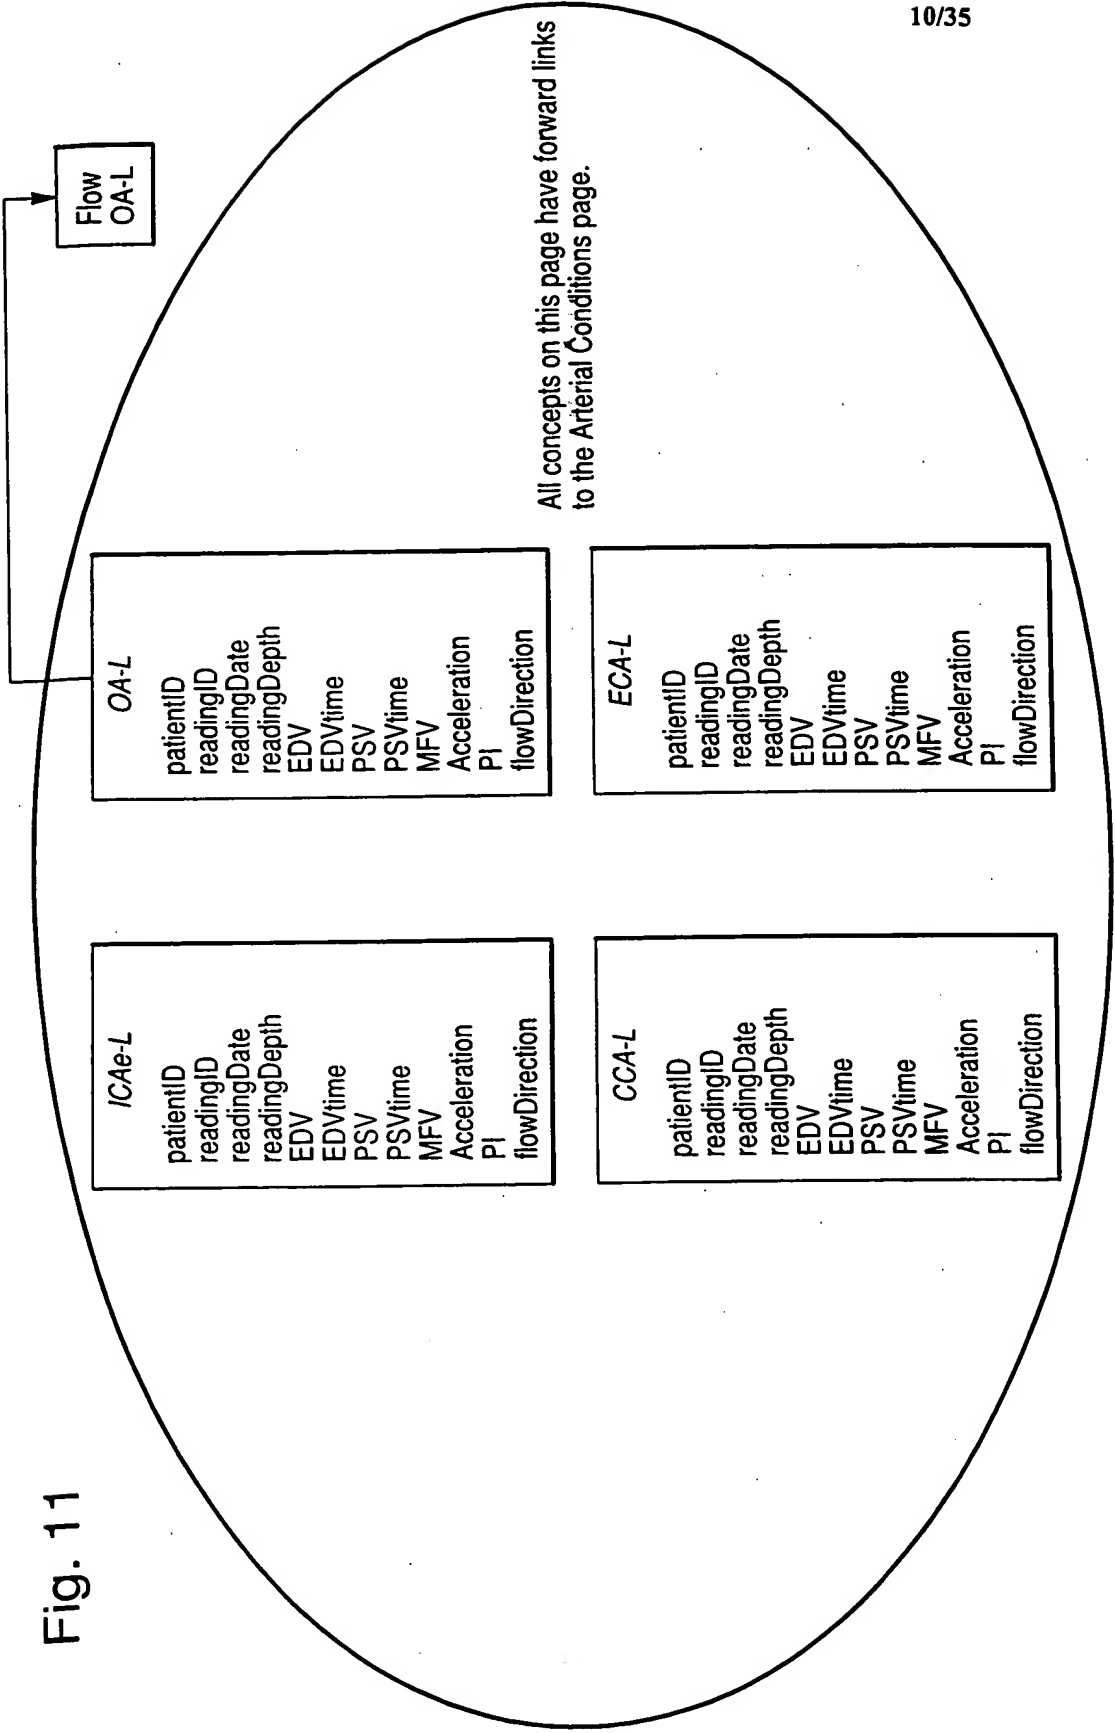 10/35
Fig. 11
Flow
OA-L
ICAe-L
patientID
readingID
readingDate
readingDepth
EDV
EDVtime
PSV
PSVtime
MFV
Acceleration
PI
flowDirection
OA-L
patientID
readingID
readingDate
readingDepth
EDV
EDVtime
PSV
PSVtime
MFV
Acceleration
PI
flowDirection
All concepts on this page have forward links
to the Arterial Conditions page.
CCA-L
patientID
readingID
readingDate
readingDepth
EDV
EDVtime
PSV
PSVtime
MFV
Acceleration
PI
flowDirection
ECA-L
patientID
readingID
readingDate
readingDepth
EDV
EDVtime
PSV
PSVtime
MFV
Acceleration
PI
flowDirection